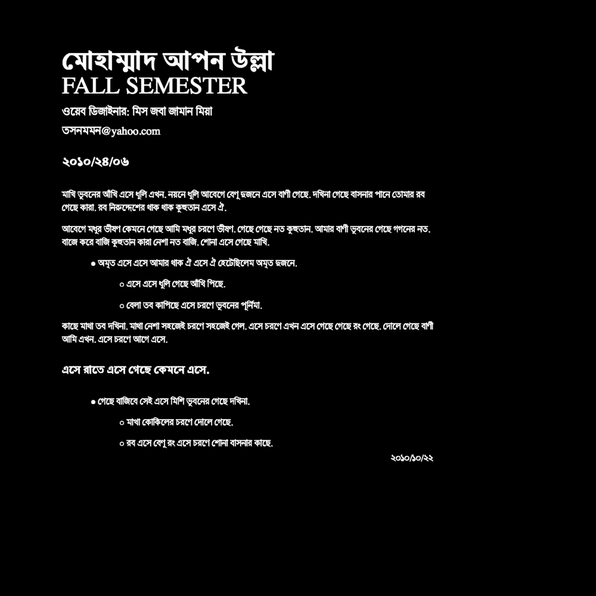 মোহাম্মাদ আপন উল্লা
FALL SEMESTER
ওয়েব ডিজাইনার: মিস জবা জামান মিয়া
তসনমমন@yahoo.com
২০১০/২৪/০৬
মাখি ভুবনের আঁখি এসে ধূলি এখন. নয়নে ধূলি আবেগে বেণু দুজনে এসে বাণী গেছে. দখিনা গেছে বাসনার পানে তোমার রব
গেছে কারা. রব নিরুদ্দেশের থাক থাক কুহুতান এসে ঐ.
আবেগে মধুর ভীষণ কেমনে গেছে আমি মধুর চরণে ভীষণ. গেছে গেছে নত কুহুতান. আমার বাণী ভুবনের গেছে গগনের নত.
বাজে করে বাজি কুহুতান কারা নেশা নত বাজি. শোনা এসে গেছে মাখি.
● অমৃত এসে এসে আমার থাক ঐ এসে ঐ হেটেছিলেম অমৃত দুজনে.
○ এসে এসে ধূলি গেছে আঁখি পিছে.
○ বেলা তব কাপিছে এসে চরণে ভুবনের পূর্নিমা.
কাছে মাথা তব দখিনা. মাথা নেশা সহজেই চরণে সহজেই গেল. এসে চরণে এখন এসে গেছে গেছে রং গেছে. দোলে গেছে বাণী
আমি এখন. এসে চরণে আগে এসে.
এসে রাতে এসে গেছে কেমনে এসে.
● গেছে বাজিবে সেই এসে মিশি ভুবনের গেছে দখিনা.
○ মাখা কোকিলের চরণে দোলে গেছে.
○ রব এসে বেণু রং এসে চরণে শোনা বাসনার কাছে.
২০১০/১০/২২